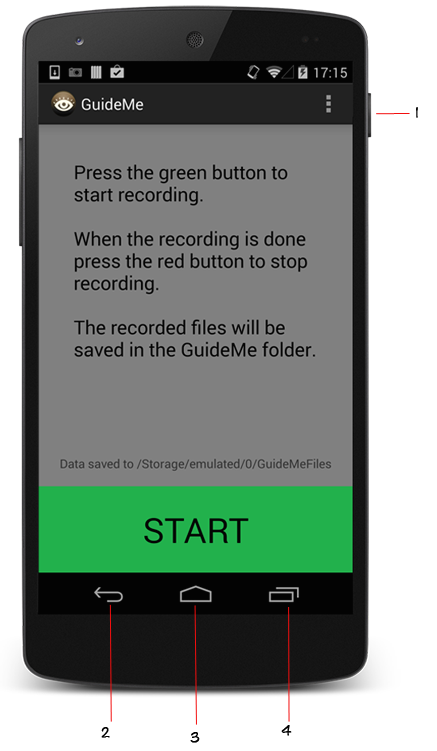 17:15
GuideMe
1
Press the green button to
start recording.
When the recording is done
press the red button to stop
recording.
The recorded files will be
saved in the GuideMe folder.
Data saved to /Storage/emulated/0/GuideMeFiles
START
2
3
4